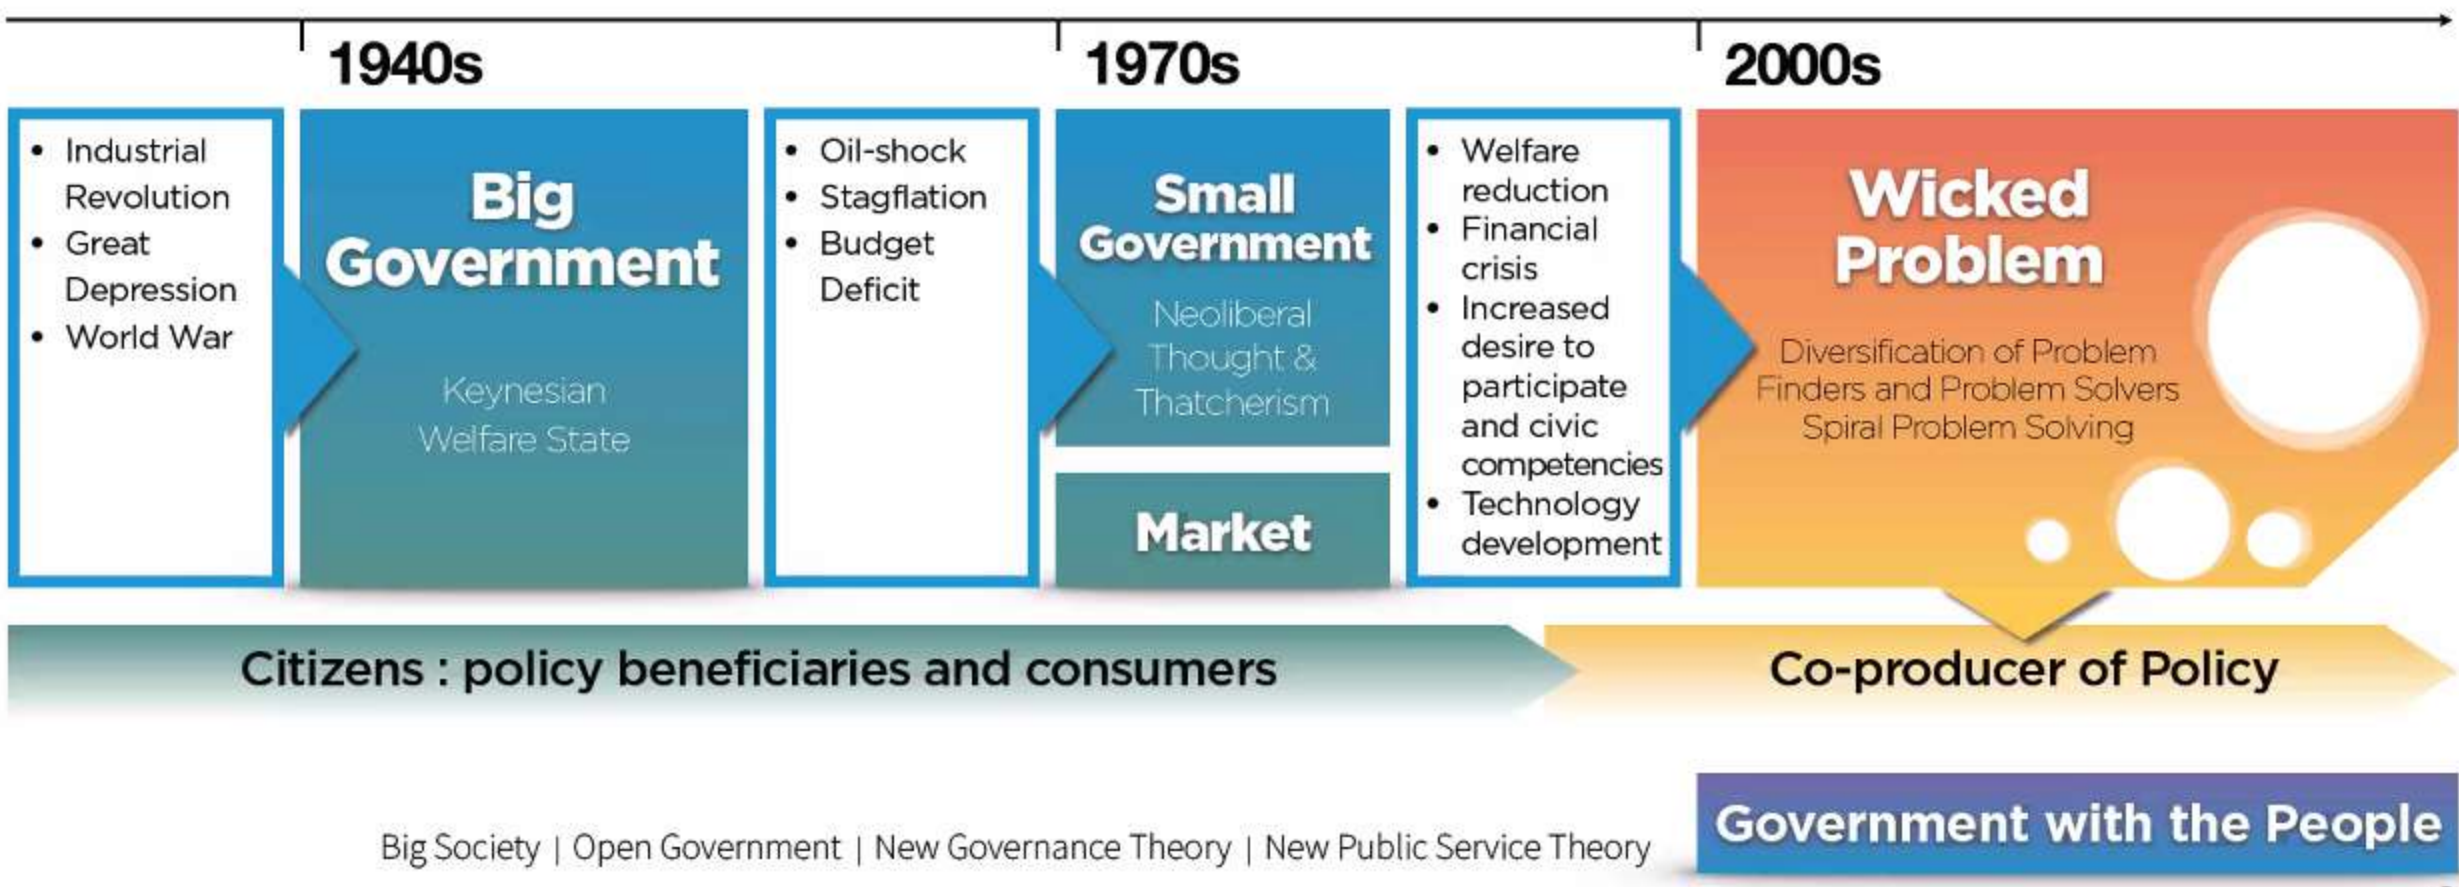 1940s
1970s
2000s
• Industrial
Revolution
• Great
Depression
• World War
Big
Government
Keynesian
Welfare State
• Oil-shock
• Stagflation
• Budget
Deficit
Small
Government
Neoliberal
Thought &
Thatcherism
Market
• Welfare
reduction
• Financial
crisis
• Increased
desire to
participate
and civic
competencies
• Technology
development
Wicked
Problem
Diversification of Problem
Finders and Problem Solvers
Spiral Problem Solving
Citizens : policy beneficiaries and consumers
Co-producer of Policy
Big Society | Open Government | New Governance Theory | New Public Service Theory
Government with the People